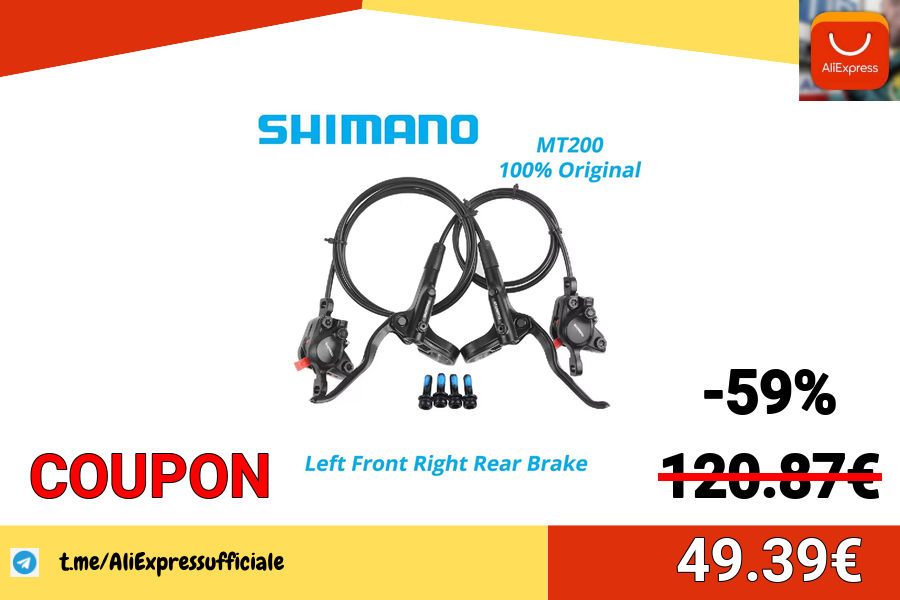 AliExpress
SHIMANO
MT200
100% Original
-59%
COUPON
Left Front Right Rear Brake
120.87€
t.me/AliExpressufficiale
49.39€